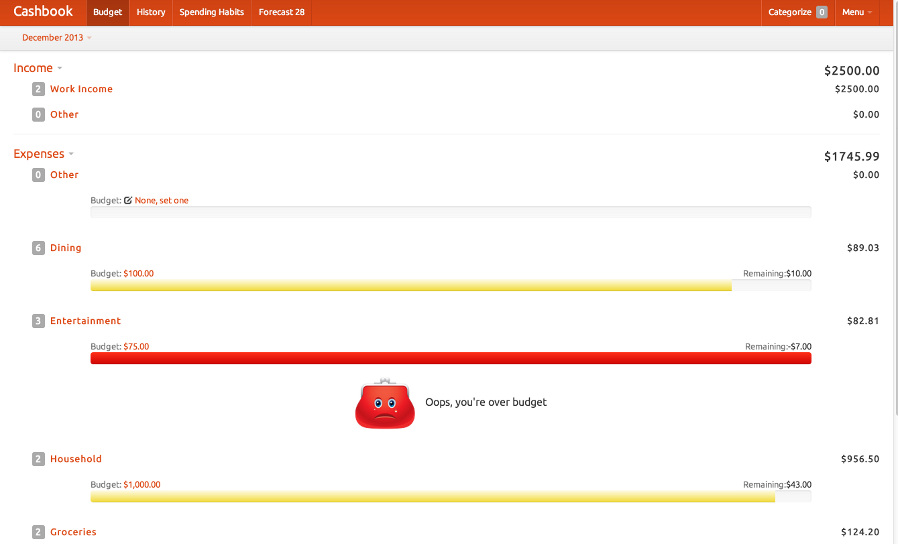 Cashbook Budget History Spending Habits Forecast 28 Categorize 0 Menu
December 2013
Income $2500.00
2 Work Income $2500.00
0 Other $0.00
Expenses $1745.99
0 Other $0.00
Budget: None, set one
6 Dining $89.03
Budget: $100.00 Remaining:$10.00
3 Entertainment $82.81
Budget: $75.00 Remaining:-$7.00
Oops, you're over budget
2 Household $956.50
Budget: $1,000.00 Remaining:$43.00
2 Groceries $124.20